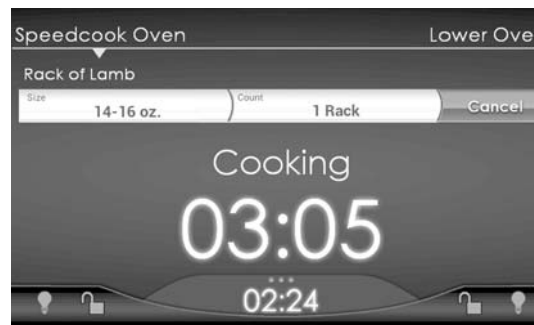 Speedcook Oven Lower Ove
Rack of Lamb
Size 14-16 oz. Count 1 Rack Cancel
Cooking
03:05
02:24